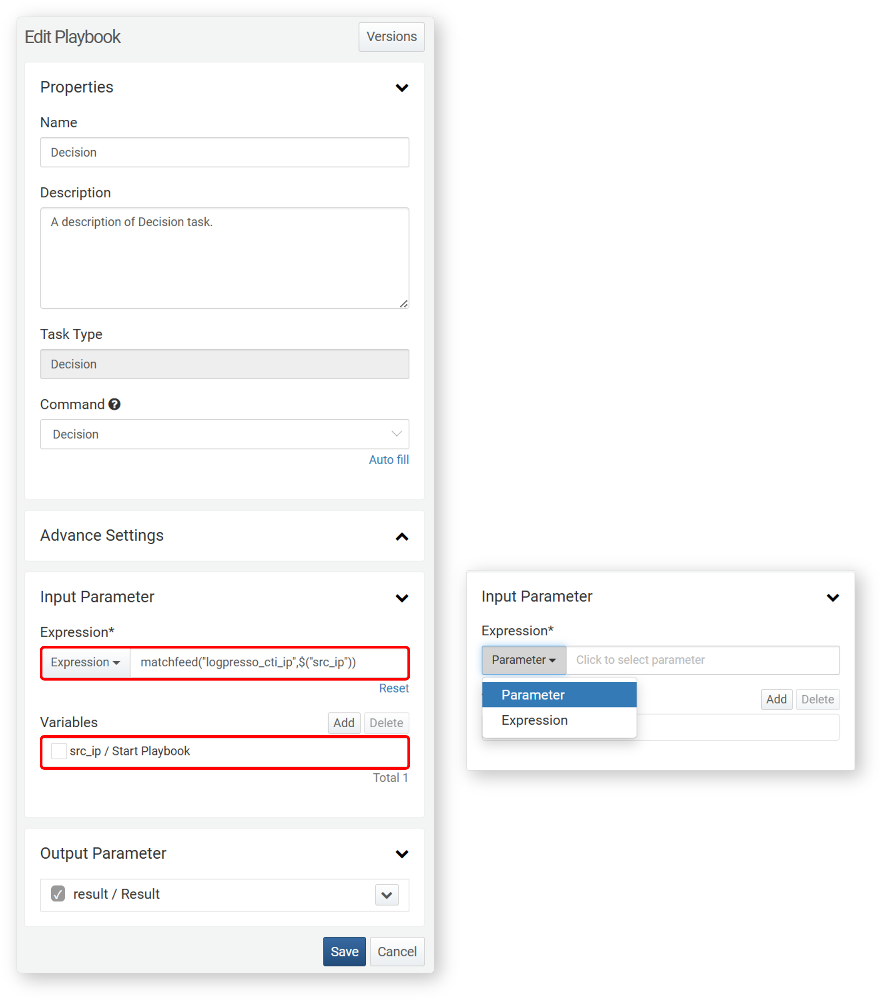 Edit Playbook
Versions
Properties
Name
Decision
Description
A description of Decision task.
Task Type
Decision
Command ?
Decision
Auto fill
Advance Settings
Input Parameter
Expression*
Expression matchfeed("logpresso_cti_ip",$("src_ip"))
Reset
Variables
Add Delete
src_ip / Start Playbook
Total 1
Output Parameter
result / Result
Save Cancel
Input Parameter
Expression*
Parameter Click to select parameter
Parameter
Expression
Add Delete